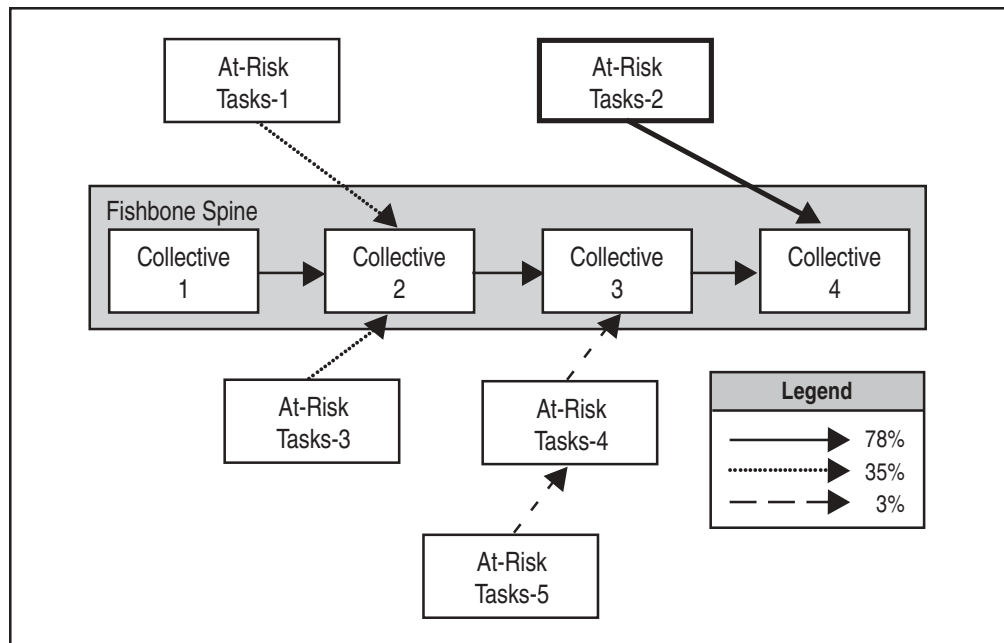 At-Risk
Tasks-1
At-Risk
Tasks-2
Fishbone Spine
Collective
1
Collective
2
Collective
3
Collective
4
At-Risk
Tasks-3
At-Risk
Tasks-4
At-Risk
Tasks-5
Legend
78%
35%
3%